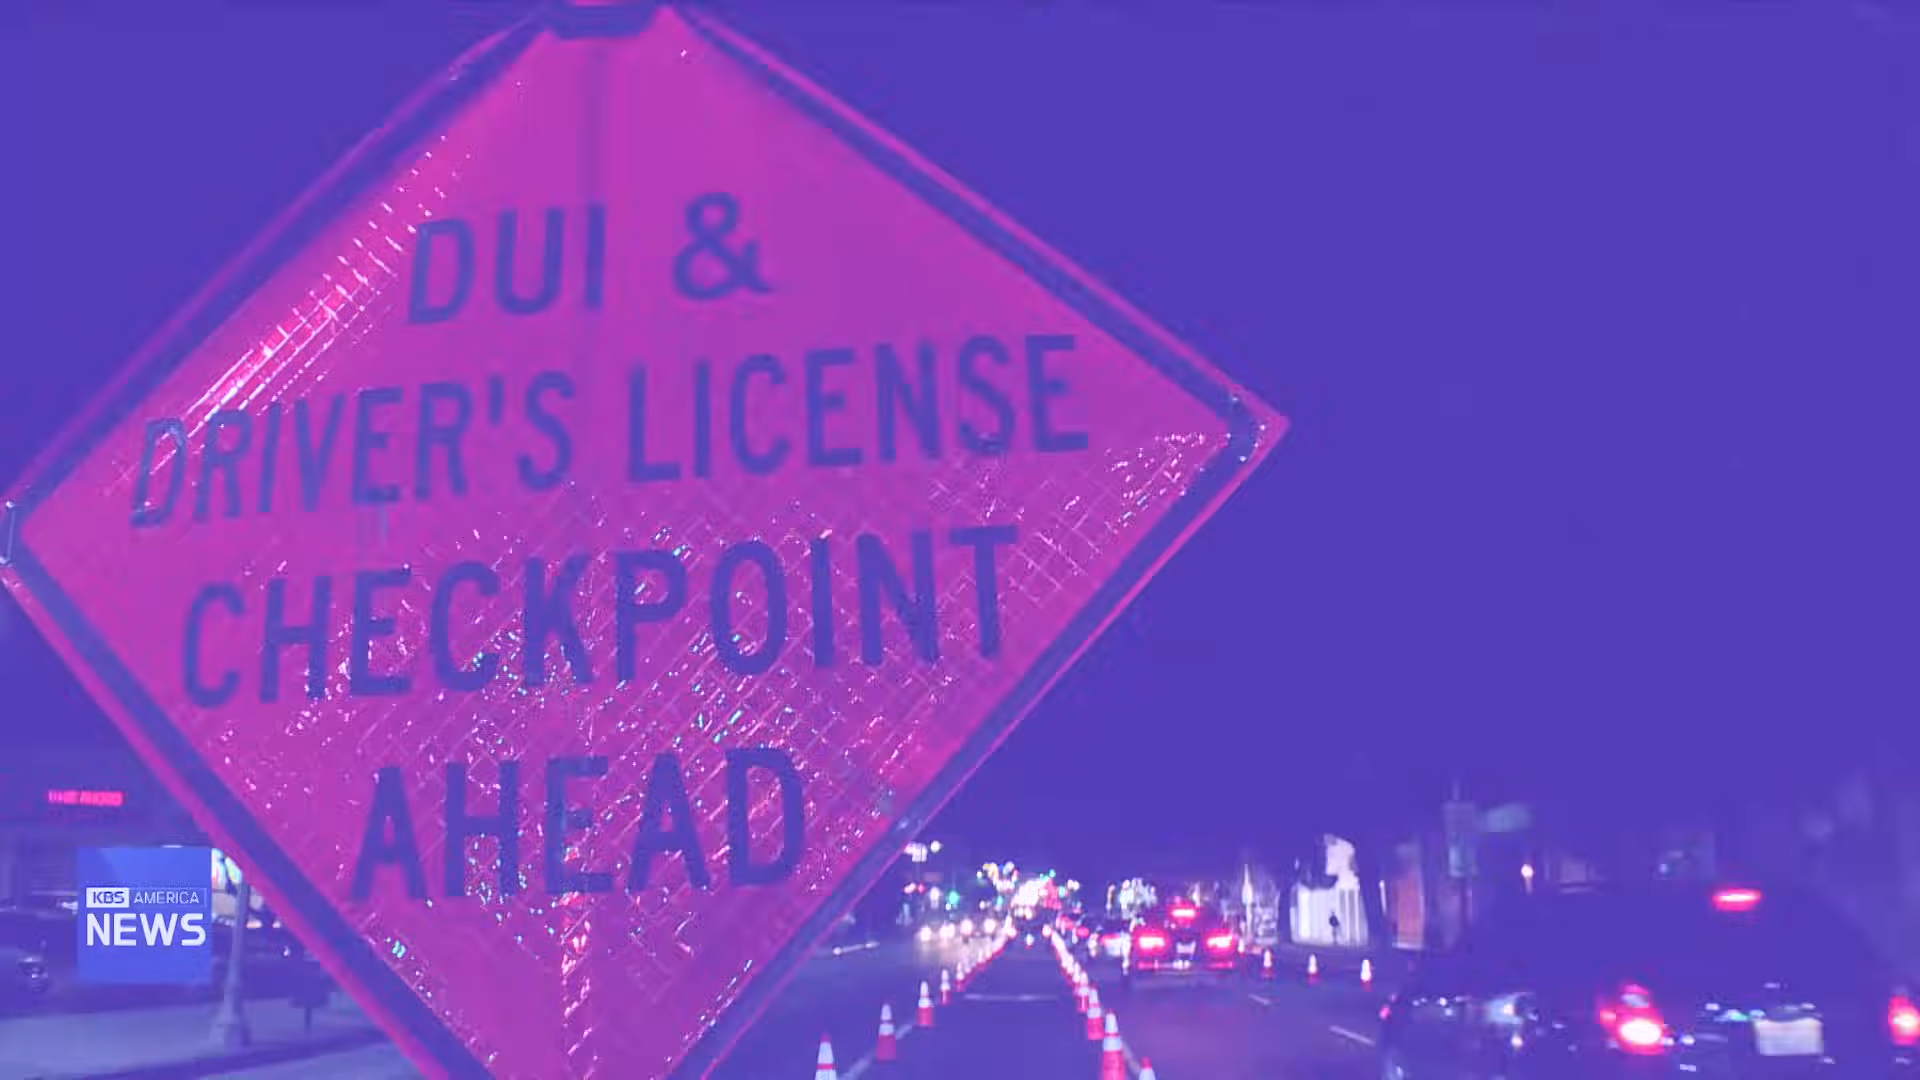 DUI &
DRIVER'S LICENSE
CHECKPOINT
AHEAD
KBS AMERICA
NEWS